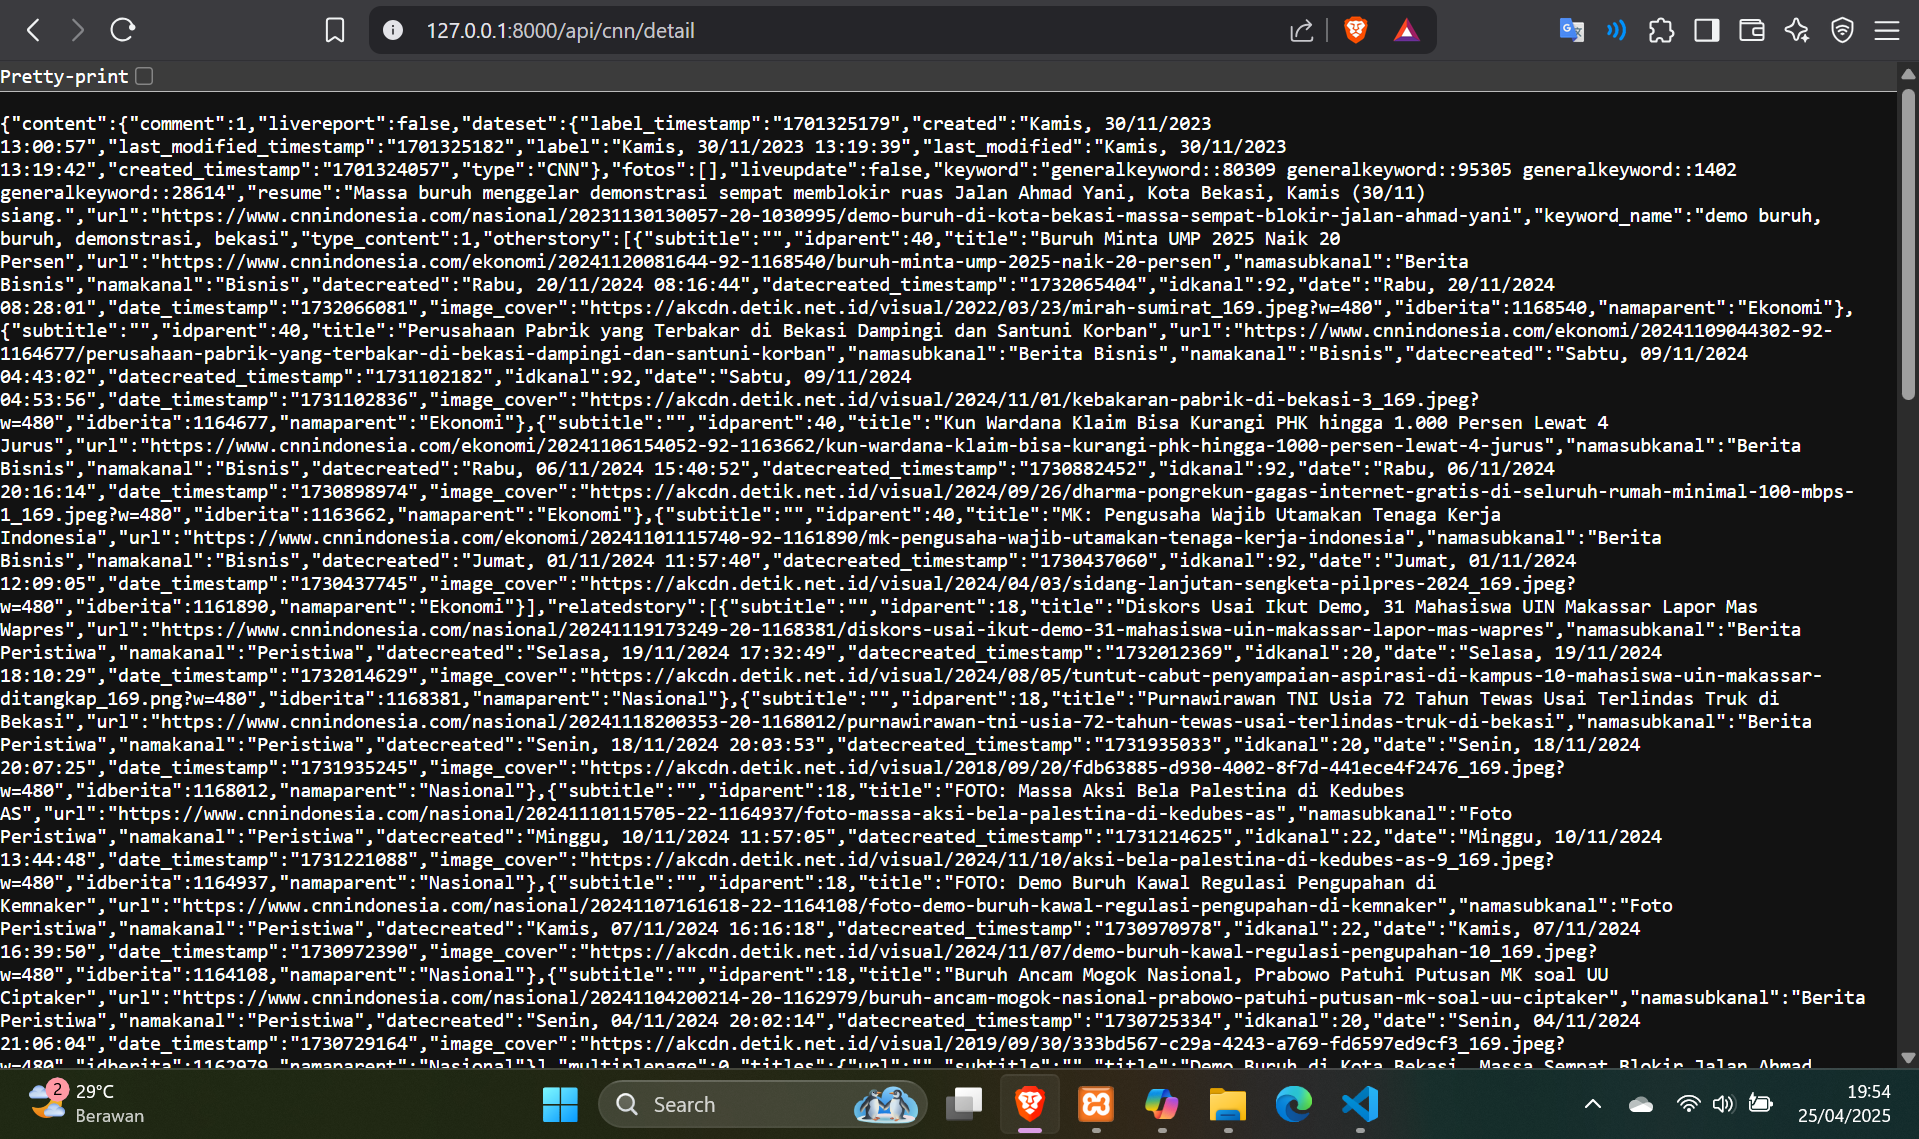 127.0.0.1:8000/api/cnn/detail
Pretty-print
{"content":{"comment":1,"livereport":false,"dateset":{"label_timestamp":"1701325179","created":"Kamis, 30/11/2023
13:00:57","last_modified_timestamp":"1701325182","label":"Kamis, 30/11/2023 13:19:39","last_modified":"Kamis, 30/11/2023
13:19:42","created_timestamp":"1701324057","type":"CNN"},"fotos":[],"liveupdate":false,"keyword":"generalkeyword::80309 generalkeyword::95305 generalkeyword::1402
generalkeyword::28614","resume":"Massa buruh menggelar demonstrasi sempat memblokir ruas Jalan Ahmad Yani, Kota Bekasi, Kamis (30/11)
siang.","url":"https://www.cnnindonesia.com/nasional/20231130130057-20-1030995/demo-buruh-di-kota-bekasi-massa-sempat-blokir-jalan-ahmad-yani","keyword_name":"demo buruh,
buruh, demonstrasi, bekasi","type_content":1,"otherstory":[{"subtitle":"","idparent":40,"title":"Buruh Minta UMP 2025 Naik 20
Persen","url":"https://www.cnnindonesia.com/ekonomi/20241120081644-92-1168540/buruh-minta-ump-2025-naik-20-persen","namasubkanal":"Berita
Bisnis","namakanal":"Bisnis","datecreated":"Rabu, 20/11/2024 08:16:44","datecreated_timestamp":"1732065404","idkanal":92,"date":"Rabu, 20/11/2024
08:28:01","date_timestamp":"1732066081","image_cover":"https://akcdn.detik.net.id/visual/2022/03/23/mirah-sumirat_169.jpeg?w=480","idberita":1168540,"namaparent":"Ekonomi"},
{"subtitle":"","idparent":40,"title":"Perusahaan Pabrik yang Terbakar di Bekasi Dampingi dan Santuni Korban","url":"https://www.cnnindonesia.com/ekonomi/20241109044302-92-
1164677/perusahaan-pabrik-yang-terbakar-di-bekasi-dampingi-dan-santuni-korban","namasubkanal":"Berita Bisnis","namakanal":"Bisnis","datecreated":"Sabtu, 09/11/2024
04:43:02","datecreated_timestamp":"1731102182","idkanal":92,"date":"Sabtu, 09/11/2024
04:53:56","date_timestamp":"1731102836","image_cover":"https://akcdn.detik.net.id/visual/2024/11/01/kebakaran-pabrik-di-bekasi-3_169.jpeg?
w=480","idberita":1164677,"namaparent":"Ekonomi"},{"subtitle":"","idparent":40,"title":"Kun Wardana Klaim Bisa Kurangi PHK hingga 1.000 Persen Lewat 4
Jurus","url":"https://www.cnnindonesia.com/ekonomi/20241106154052-92-1163662/kun-wardana-klaim-bisa-kurangi-phk-hingga-1000-persen-lewat-4-jurus","namasubkanal":"Berita
Bisnis","namakanal":"Bisnis","datecreated":"Rabu, 06/11/2024 15:40:52","datecreated_timestamp":"1730882452","idkanal":92,"date":"Rabu, 06/11/2024
20:16:14","date_timestamp":"1730898974","image_cover":"https://akcdn.detik.net.id/visual/2024/09/26/dharma-pongrekun-gagas-internet-gratis-di-seluruh-rumah-minimal-100-mbps-
1_169.jpeg?w=480","idberita":1163662,"namaparent":"Ekonomi"},{"subtitle":"","idparent":40,"title":"MK: Pengusaha Wajib Utamakan Tenaga Kerja
Indonesia","url":"https://www.cnnindonesia.com/ekonomi/20241101115740-92-1161890/mk-pengusaha-wajib-utamakan-tenaga-kerja-indonesia","namasubkanal":"Berita
Bisnis","namakanal":"Bisnis","datecreated":"Jumat, 01/11/2024 11:57:40","datecreated_timestamp":"1730437060","idkanal":92,"date":"Jumat, 01/11/2024
12:09:05","date_timestamp":"1730437745","image_cover":"https://akcdn.detik.net.id/visual/2024/04/03/sidang-lanjutan-sengketa-pilpres-2024_169.jpeg?
w=480","idberita":1161890,"namaparent":"Ekonomi"}],"relatedstory":[{"subtitle":"","idparent":18,"title":"Diskors Usai Ikut Demo, 31 Mahasiswa UIN Makassar Lapor Mas
Wapres","url":"https://www.cnnindonesia.com/nasional/20241119173249-20-1168381/diskors-usai-ikut-demo-31-mahasiswa-uin-makassar-lapor-mas-wapres","namasubkanal":"Berita
Peristiwa","namakanal":"Peristiwa","datecreated":"Selasa, 19/11/2024 17:32:49","datecreated_timestamp":"1732012369","idkanal":20,"date":"Selasa, 19/11/2024
18:10:29","date_timestamp":"1732014629","image_cover":"https://akcdn.detik.net.id/visual/2024/08/05/tuntut-cabut-penyampaian-aspirasi-di-kampus-10-mahasiswa-uin-makassar-
ditangkap_169.png?w=480","idberita":1168381,"namaparent":"Nasional"},{"subtitle":"","idparent":18,"title":"Purnawirawan TNI Usia 72 Tahun Tewas Usai Terlindas Truk di
Bekasi","url":"https://www.cnnindonesia.com/nasional/20241118200353-20-1168012/purnawirawan-tni-usia-72-tahun-tewas-usai-terlindas-truk-di-bekasi","namasubkanal":"Berita
Peristiwa","namakanal":"Peristiwa","datecreated":"Senin, 18/11/2024 20:03:53","datecreated_timestamp":"1731935033","idkanal":20,"date":"Senin, 18/11/2024
20:07:25","date_timestamp":"1731935245","image_cover":"https://akcdn.detik.net.id/visual/2018/09/20/fdb63885-d930-4002-8f7d-441ece4f2476_169.jpeg?
w=480","idberita":1168012,"namaparent":"Nasional"},{"subtitle":"","idparent":18,"title":"FOTO: Massa Aksi Bela Palestina di Kedubes
AS","url":"https://www.cnnindonesia.com/nasional/20241110115705-22-1164937/foto-massa-aksi-bela-palestina-di-kedubes-as","namasubkanal":"Foto
Peristiwa","namakanal":"Peristiwa","datecreated":"Minggu, 10/11/2024 11:57:05","datecreated_timestamp":"1731214625","idkanal":22,"date":"Minggu, 10/11/2024
13:44:48","date_timestamp":"1731221088","image_cover":"https://akcdn.detik.net.id/visual/2024/11/10/aksi-bela-palestina-di-kedubes-as-9_169.jpeg?
w=480","idberita":1164937,"namaparent":"Nasional"},{"subtitle":"","idparent":18,"title":"FOTO: Demo Buruh Kawal Regulasi Pengupahan di
Kemnaker","url":"https://www.cnnindonesia.com/nasional/20241107161618-22-1164108/foto-demo-buruh-kawal-regulasi-pengupahan-di-kemnaker","namasubkanal":"Foto
Peristiwa","namakanal":"Peristiwa","datecreated":"Kamis, 07/11/2024 16:16:18","datecreated_timestamp":"1730970978","idkanal":22,"date":"Kamis, 07/11/2024
16:39:50","date_timestamp":"1730972390","image_cover":"https://akcdn.detik.net.id/visual/2024/11/07/demo-buruh-kawal-regulasi-pengupahan-10_169.jpeg?
w=480","idberita":1164108,"namaparent":"Nasional"},{"subtitle":"","idparent":18,"title":"Buruh Ancam Mogok Nasional, Prabowo Patuhi Putusan MK soal UU
Ciptaker","url":"https://www.cnnindonesia.com/nasional/20241104200214-20-1162979/buruh-ancam-mogok-nasional-prabowo-patuhi-putusan-mk-soal-uu-ciptaker","namasubkanal":"Berita
Peristiwa","namakanal":"Peristiwa","datecreated":"Senin, 04/11/2024 20:02:14","datecreated_timestamp":"1730725334","idkanal":20,"date":"Senin, 04/11/2024
21:06:04","date_timestamp":"1730729164","image_cover":"https://akcdn.detik.net.id/visual/2019/09/30/333bd567-c29a-4243-a769-fd6597ed9cf3_169.jpeg?
w=480","idberita":1162979,"namaparent":"Nasional"}],"multiplepage":0,"titles":{"url":"","subtitle":"","title":"Demo Buruh di Kota Bekasi, Massa Sempat Blokir Jalan Ahmad
2
29°C
Berawan
Search
19:54
25/04/2025